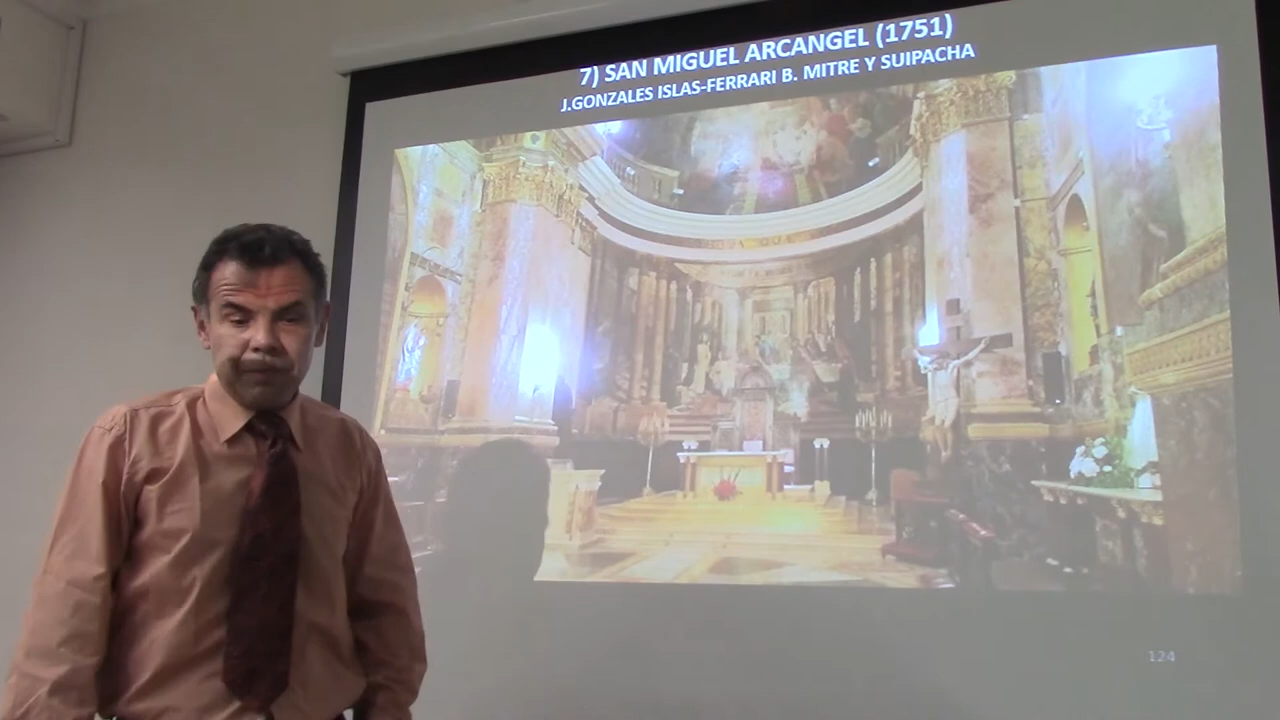 7) SAN MIGUEL ARCANGEL (1751)
J.GONZALES ISLAS-FERRARI B. MITRE Y SUIPACHA
124